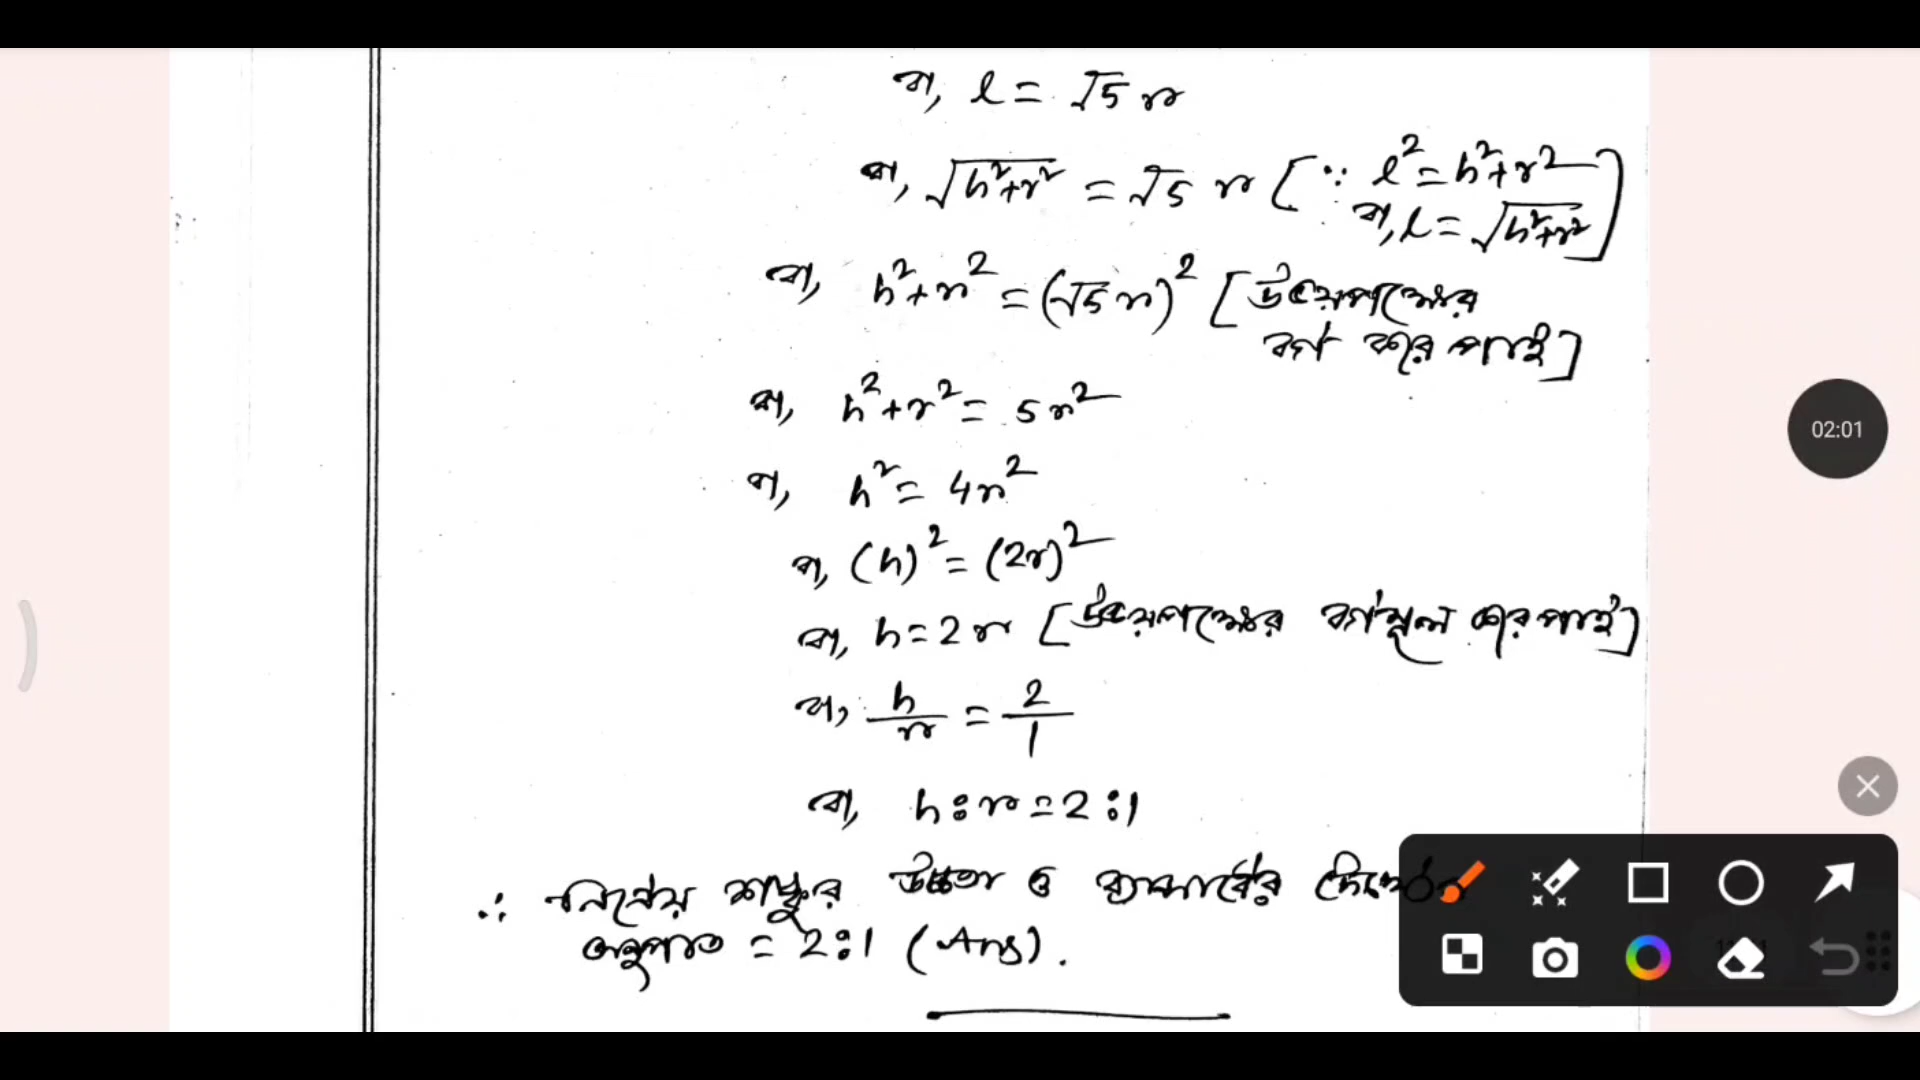 বা, l = √5 r
বা, √h²+r² = √5 r [∵ l² = h²+r²
বা, l = √h²+r²]
বা, h²+r² = (√5 r)² [উভয়পক্ষের
বর্গ করে পাই]
বা, h²+r² = 5r²
বা, h² = 4r²
বা, (h)² = (2r)²
বা, h = 2r [উভয়পক্ষের বর্গমূল করে পাই]
বা, h/r = 2/1
বা, h : r = 2 : 1
∴ নির্ণেয় শঙ্কুর উচ্চতা ও ব্যাসার্ধের
অনুপাত = 2:1 (Ans).
02:01